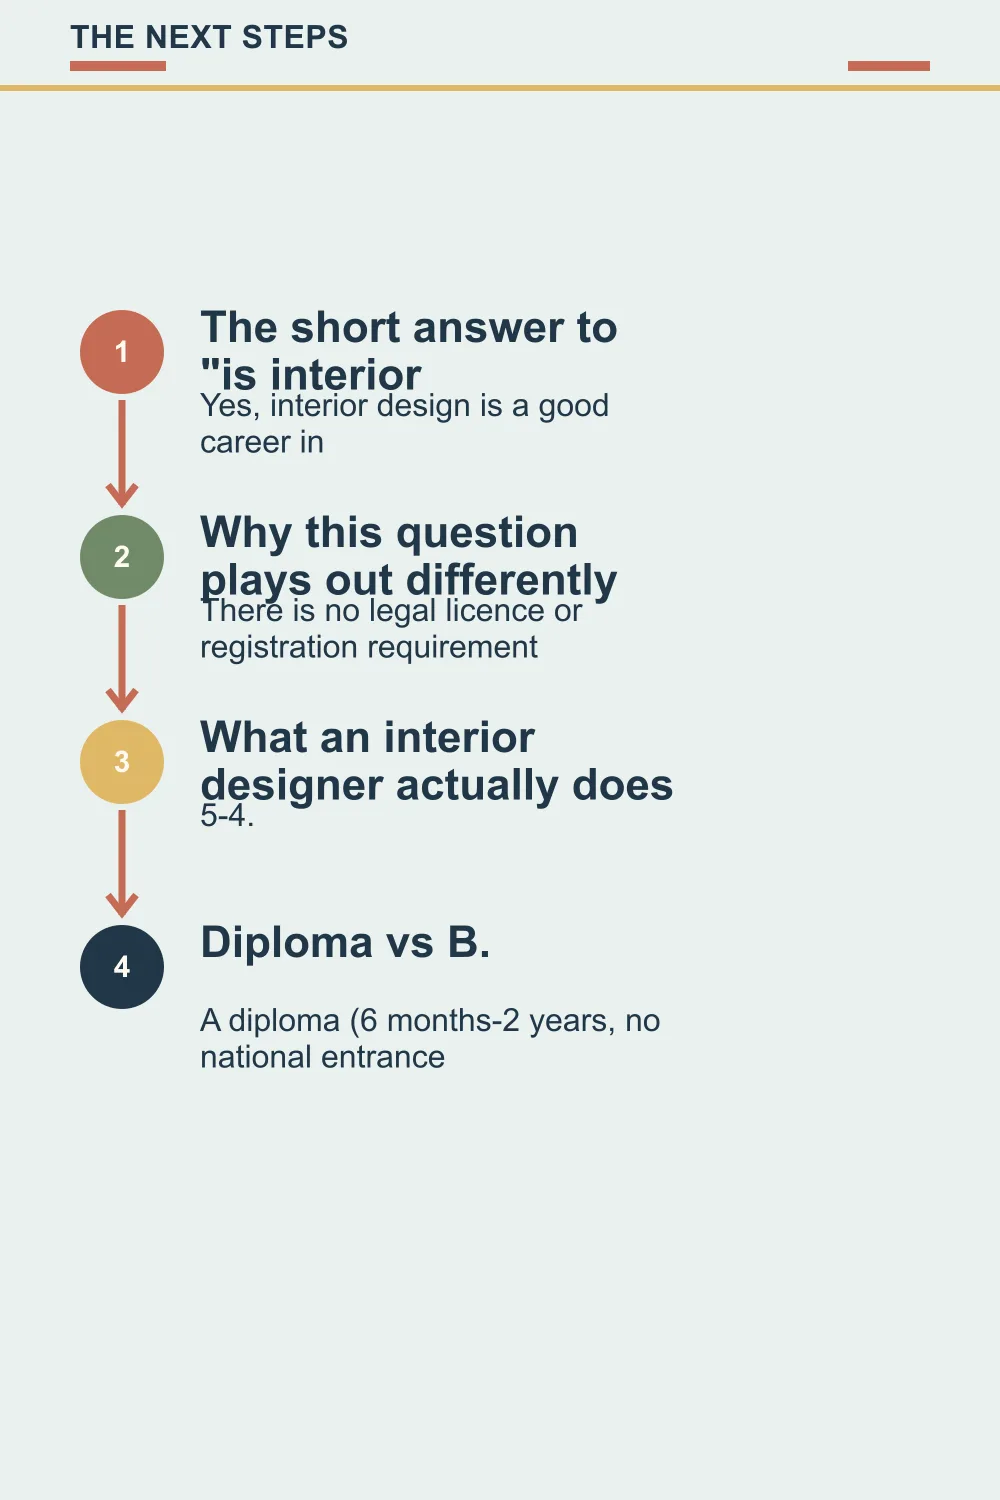 THE NEXT STEPS
1
The short answer to
"is interior
Yes, interior design is a good
career in
2
Why this question
plays out differently
There is no legal licence or
registration requirement
3
What an interior
designer actually does
5-4.
4
Diploma vs B.
A diploma (6 months-2 years, no
national entrance